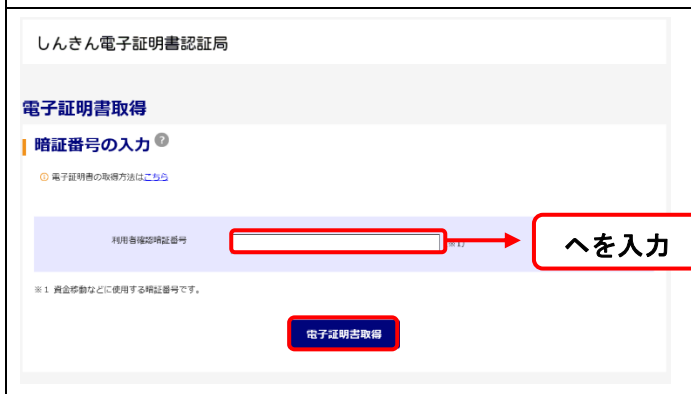 しんきん電子証明書認証局
電子証明書取得
暗証番号の入力 ?
電子証明書の取得方法はこちら
利用者確認暗証番号
※1)
へを入力
※1 資金移動などに使用する暗証番号です。
電子証明書取得